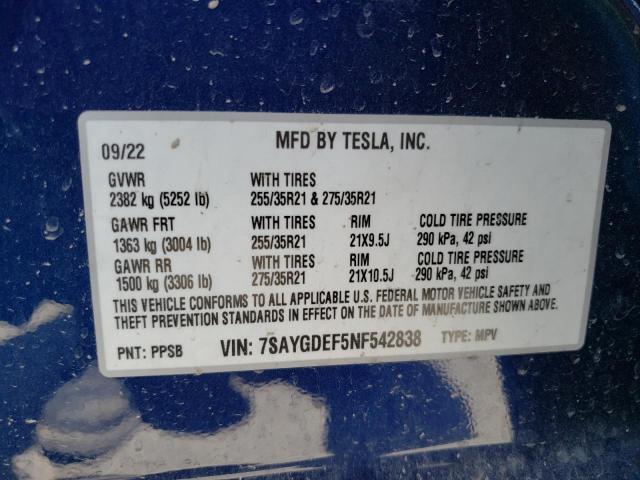 MFD BY TESLA, INC.
09/22
GVWR WITH TIRES
2382 kg (5252 lb) 255/35R21 & 275/35R21
GAWR FRT WITH TIRES RIM COLD TIRE PRESSURE
1363 kg (3004 lb) 255/35R21 21X9.5J 290 kPa, 42 psi
GAWR RR WITH TIRES RIM COLD TIRE PRESSURE
1500 kg (3306 lb) 275/35R21 21X10.5J 290 kPa, 42 psi
THIS VEHICLE CONFORMS TO ALL APPLICABLE U.S. FEDERAL MOTOR VEHICLE SAFETY AND
THEFT PREVENTION STANDARDS IN EFFECT ON THE DATE OF MANUFACTURE SHOWN ABOVE.
PNT: PPSB VIN: 7SAYGDEF5NF542838 TYPE: MPV